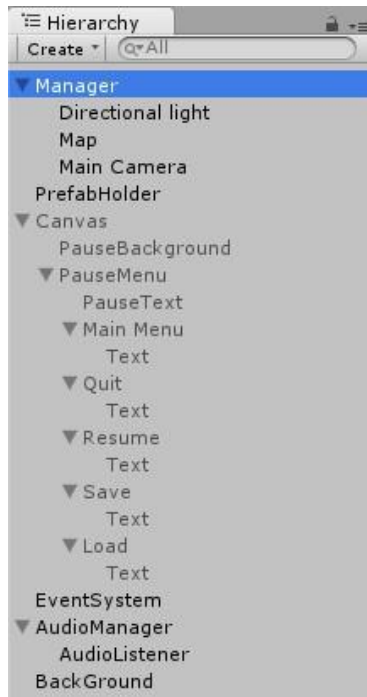 Hierarchy
Create All
Manager
Directional light
Map
Main Camera
PrefabHolder
Canvas
PauseBackground
PauseMenu
PauseText
Main Menu
Text
Quit
Text
Resume
Text
Save
Text
Load
Text
EventSystem
AudioManager
AudioListener
BackGround